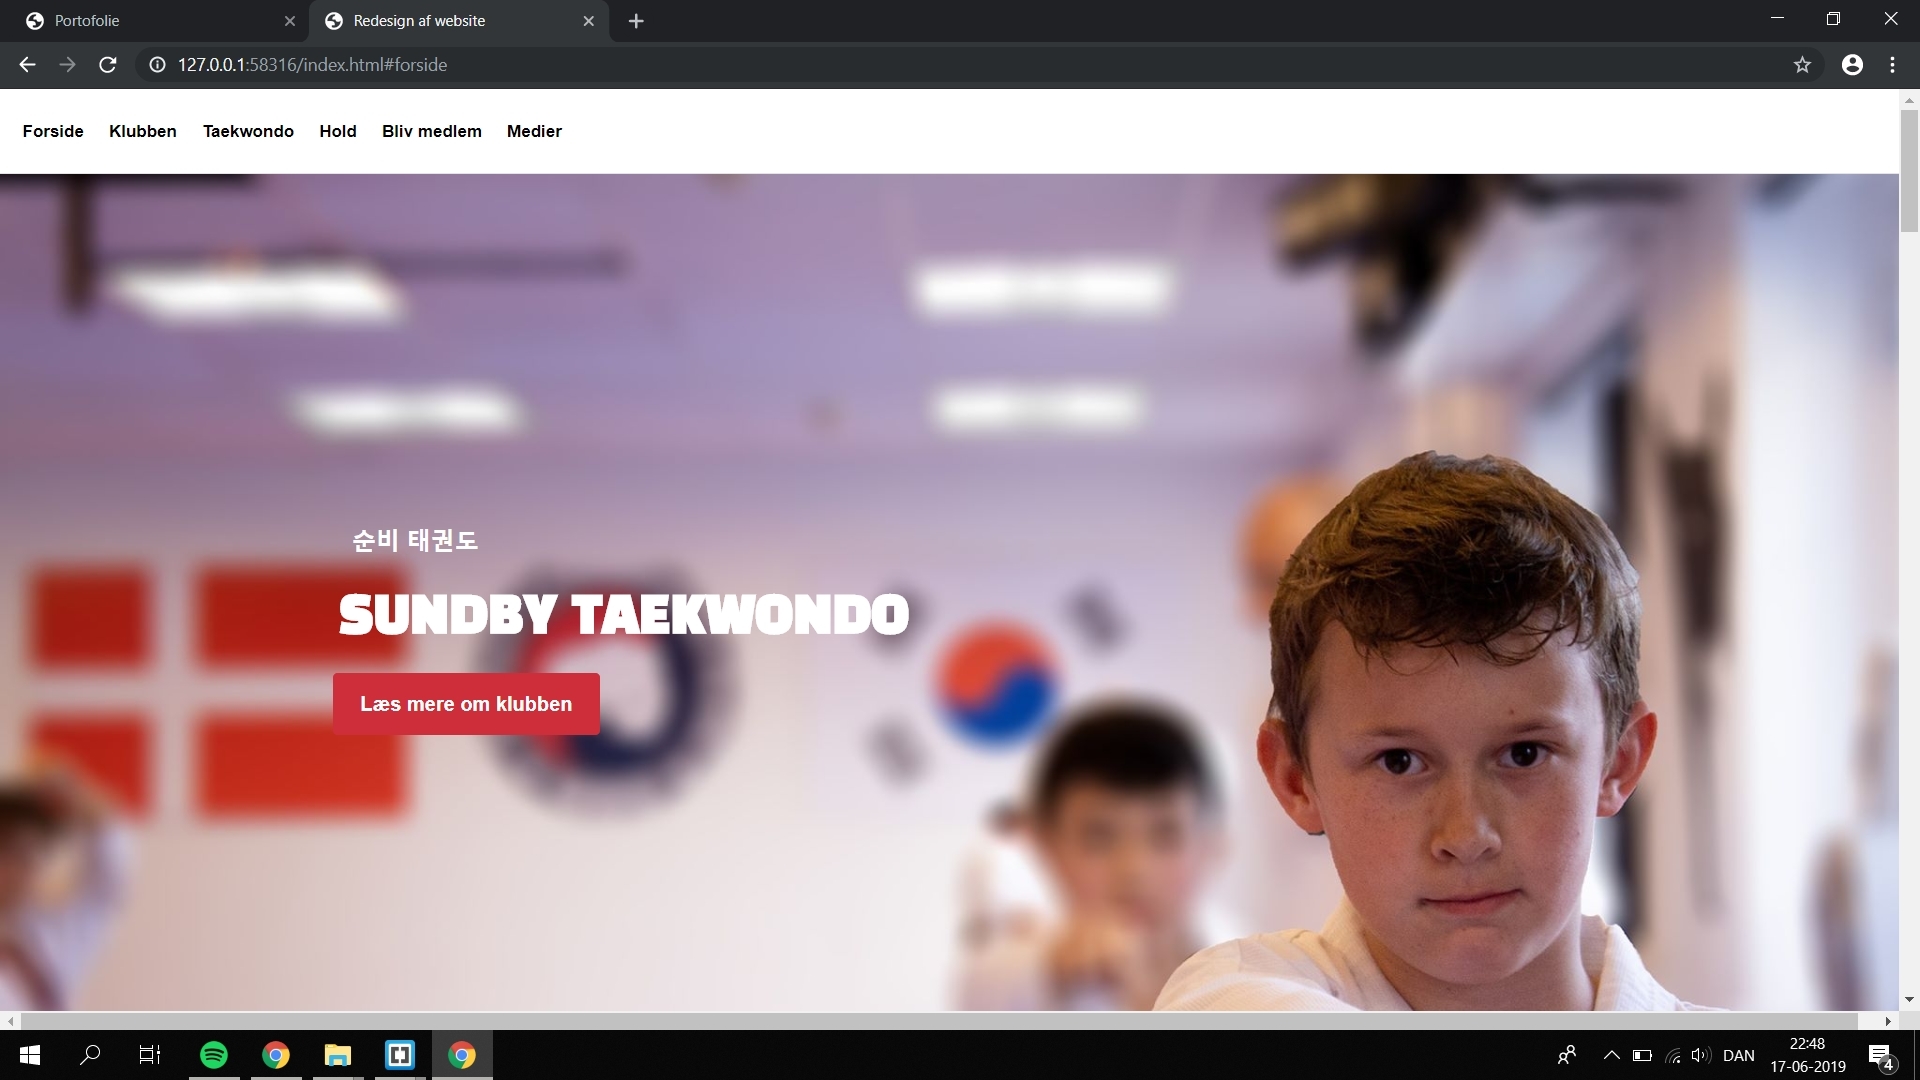 Portofolie
Redesign af website
127.0.0.1:58316/index.html#forside
Forside Klubben Taekwondo Hold Bliv medlem Medier
순비 태권도
SUNDBY TAEKWONDO
Læs mere om klubben
DAN
22:48
17-06-2019
4